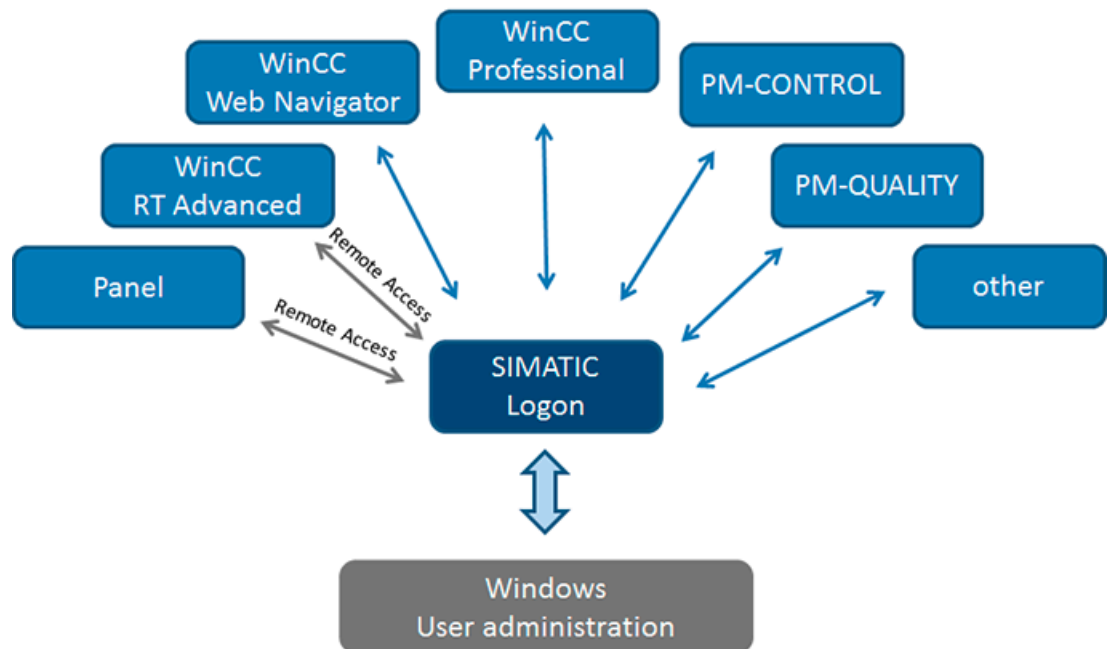 WinCC
Professional
WinCC
Web Navigator
PM-CONTROL
WinCC
RT Advanced
PM-QUALITY
Panel
other
Remote Access
Remote Access
SIMATIC
Logon
Windows
User administration